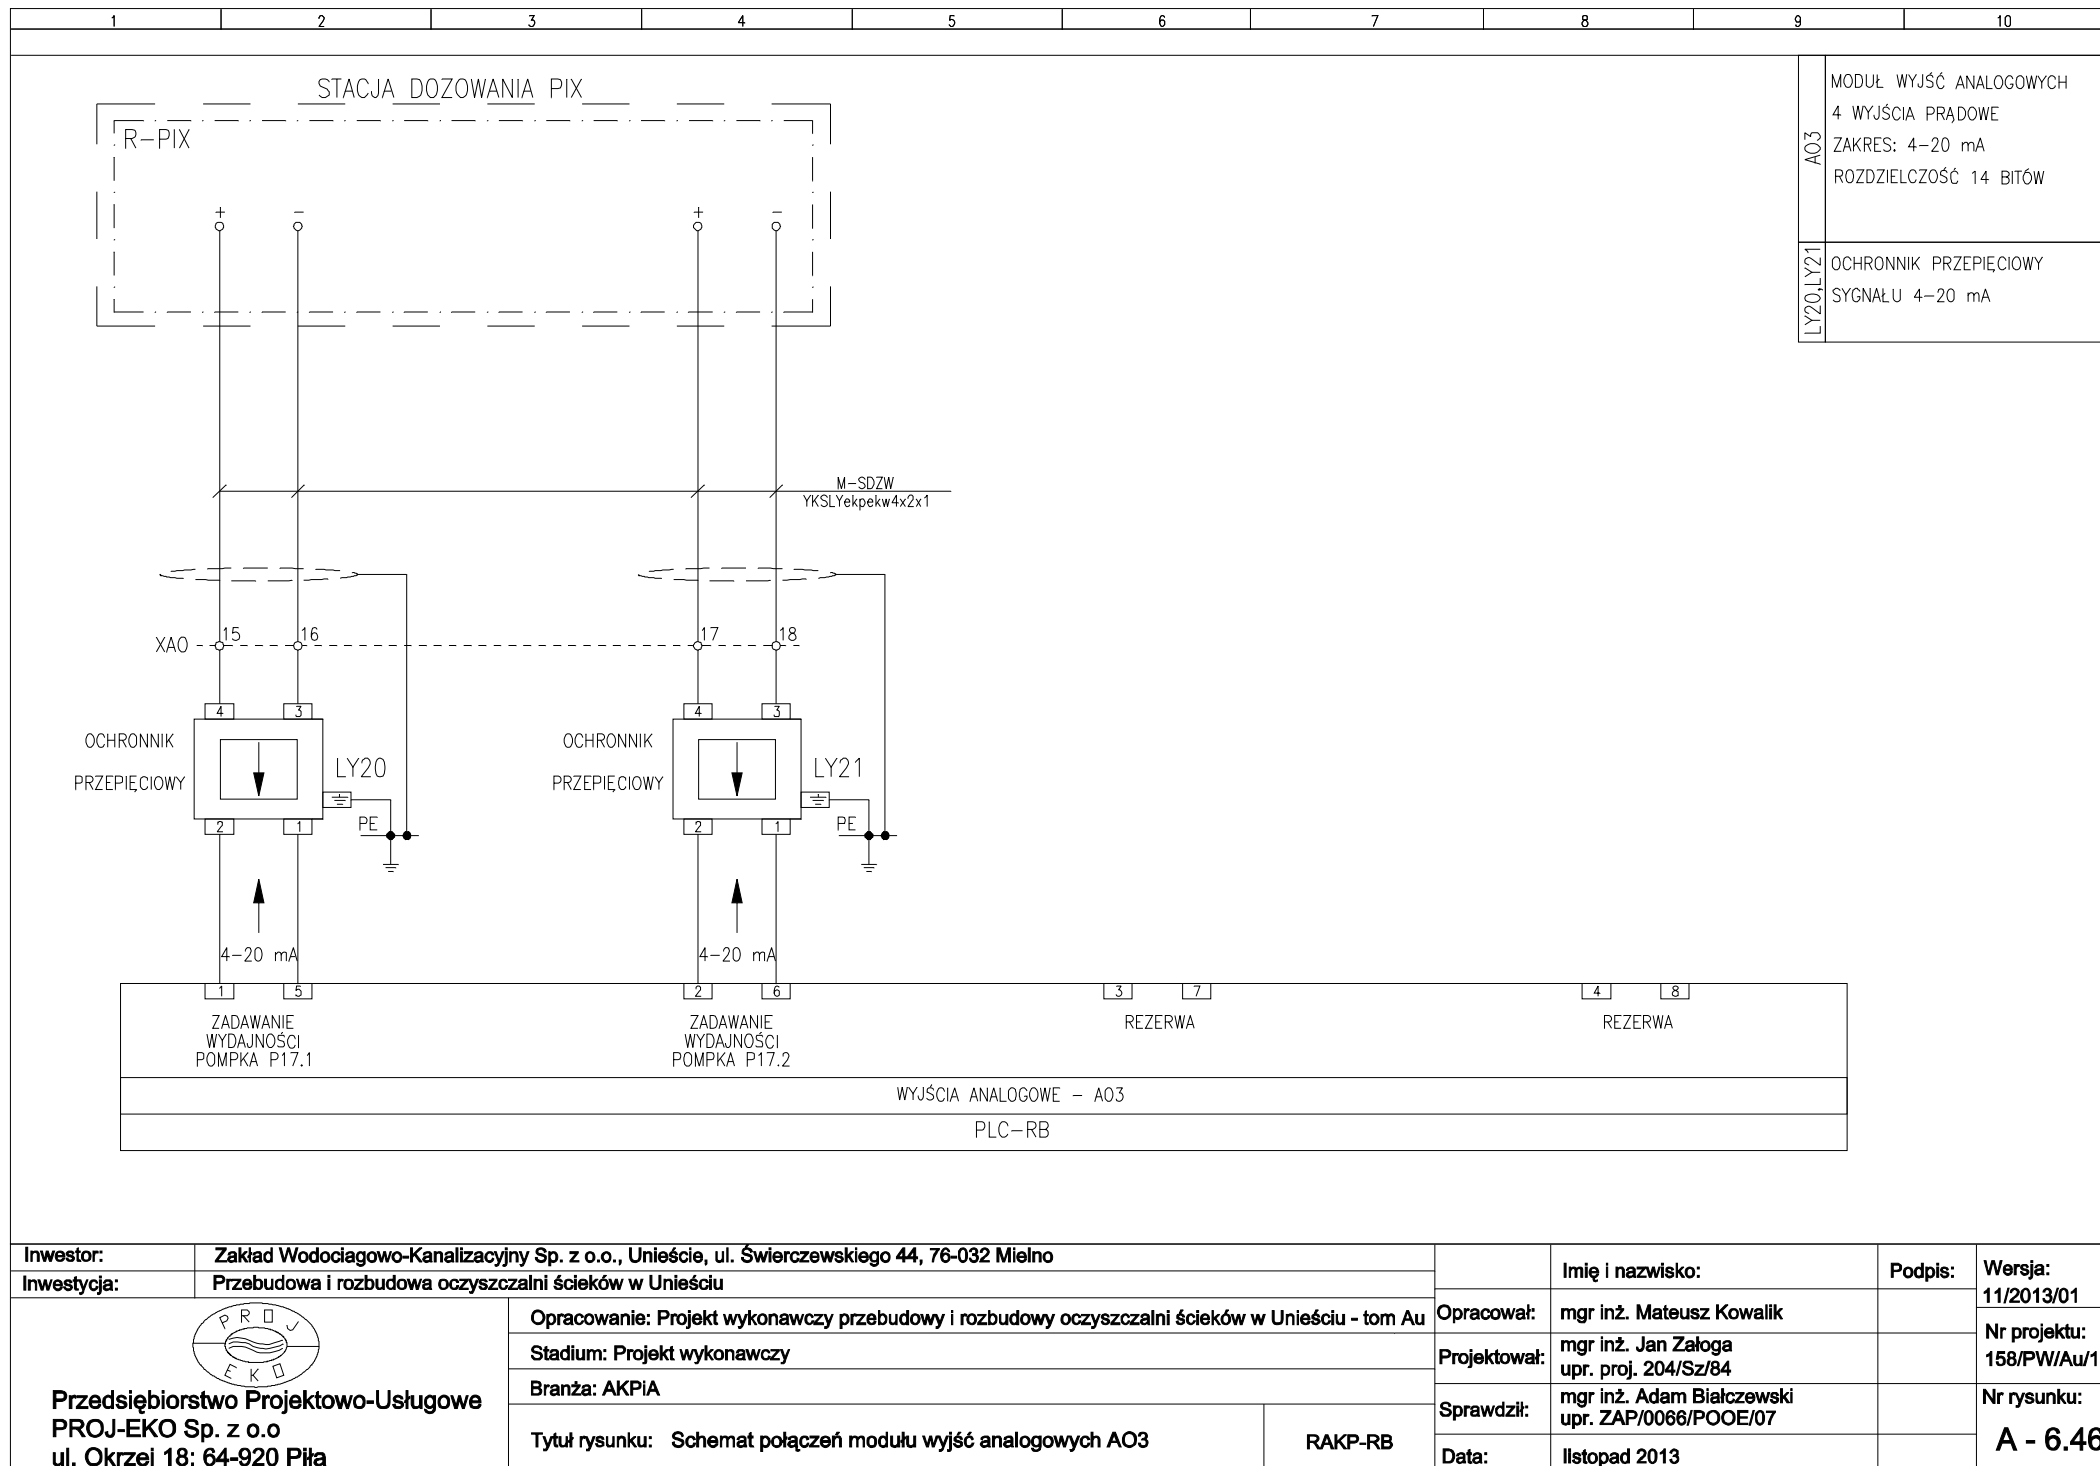 1 2 3 4 5 6 7 8 9 10
STACJA DOZOWANIA PIX
R-PIX
+ - + -
AO3
MODUŁ WYJŚĆ ANALOGOWYCH
4 WYJŚCIA PRĄDOWE
ZAKRES: 4-20 mA
ROZDZIELCZOŚĆ 14 BITÓW
LY20,LY21
OCHRONNIK PRZEPIĘCIOWY
SYGNAŁU 4-20 mA
M-SDZW
YKSLYekpekw4x2x1
XAO 15 16 17 18
4 3
OCHRONNIK
PRZEPIĘCIOWY
LY20
PE
2 1
4-20 mA
4 3
OCHRONNIK
PRZEPIĘCIOWY
LY21
PE
2 1
4-20 mA
1 5 2 6 3 7 4 8
ZADAWANIE
WYDAJNOŚCI
POMPKA P17.1
ZADAWANIE
WYDAJNOŚCI
POMPKA P17.2
REZERWA
REZERWA
WYJŚCIA ANALOGOWE - AO3
PLC-RB
Inwestor: Zakład Wodociagowo-Kanalizacyjny Sp. z o.o., Unieście, ul. Świerczewskiego 44, 76-032 Mielno
Inwestycja: Przebudowa i rozbudowa oczyszczalni ścieków w Unieściu
PROJ
EKO
Przedsiębiorstwo Projektowo-Usługowe
PROJ-EKO Sp. z o.o
ul. Okrzei 18; 64-920 Piła
Opracowanie: Projekt wykonawczy przebudowy i rozbudowy oczyszczalni ścieków w Unieściu - tom Au
Stadium: Projekt wykonawczy
Branża: AKPiA
Tytuł rysunku: Schemat połączeń modułu wyjść analogowych AO3
RAKP-RB
Imię i nazwisko: Podpis:
Opracował: mgr inż. Mateusz Kowalik
Projektował: mgr inż. Jan Załoga
upr. proj. 204/Sz/84
Sprawdził: mgr inż. Adam Białczewski
upr. ZAP/0066/POOE/07
Data: listopad 2013
Wersja:
11/2013/01
Nr projektu:
158/PW/Au/1
Nr rysunku:
A - 6.46